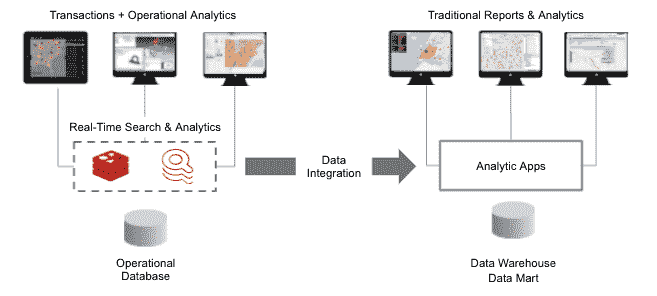 Transactions + Operational Analytics
Traditional Reports & Analytics
Real-Time Search & Analytics
Data
Integration
Analytic Apps
Operational
Database
Data Warehouse
Data Mart